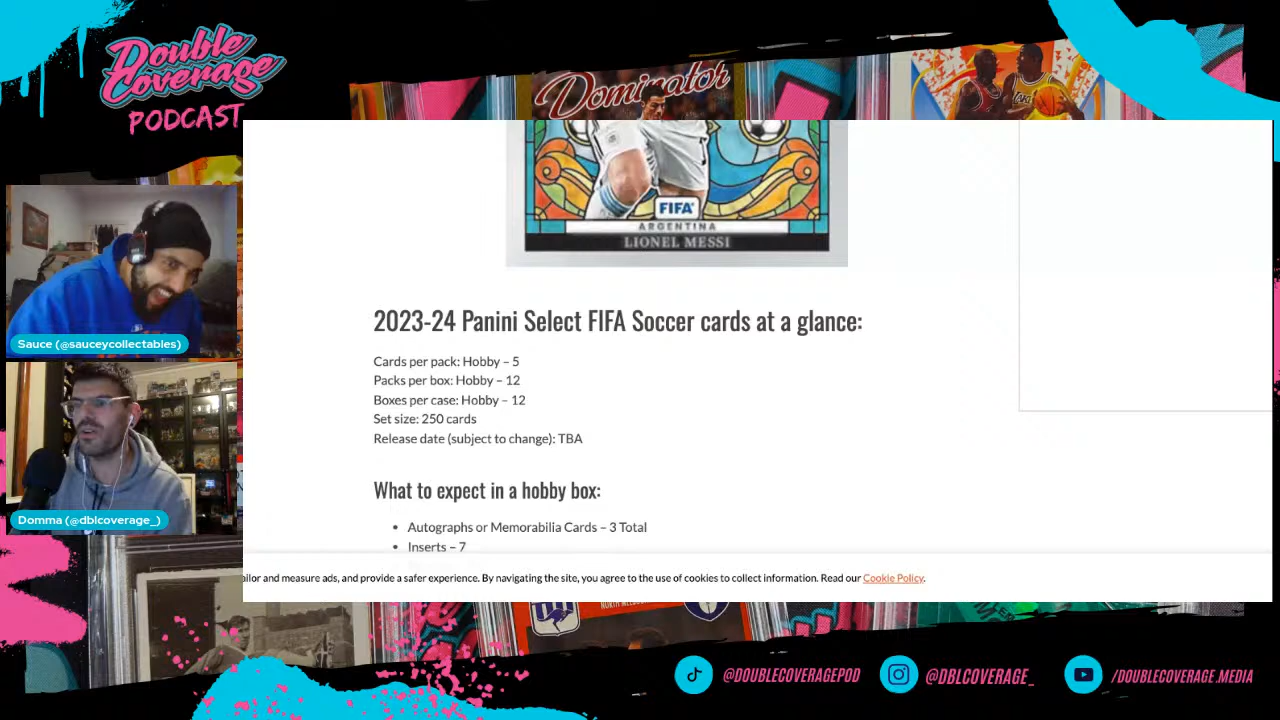 Double
Coverage
PODCAST
Dominator
FIFA
ARGENTINA
LIONEL MESSI
2023-24 Panini Select FIFA Soccer cards at a glance:
Cards per pack: Hobby – 5
Packs per box: Hobby – 12
Boxes per case: Hobby – 12
Set size: 250 cards
Release date (subject to change): TBA
What to expect in a hobby box:
• Autographs or Memorabilia Cards – 3 Total
• Inserts – 7
ilor and measure ads, and provide a safer experience. By navigating the site, you agree to the use of cookies to collect information. Read our Cookie Policy.
Sauce (@sauceycollectables)
Domma (@dblcoverage_)
@DOUBLECOVERAGEPOD
@DBLCOVERAGE_
/DOUBLECOVERAGE.MEDIA